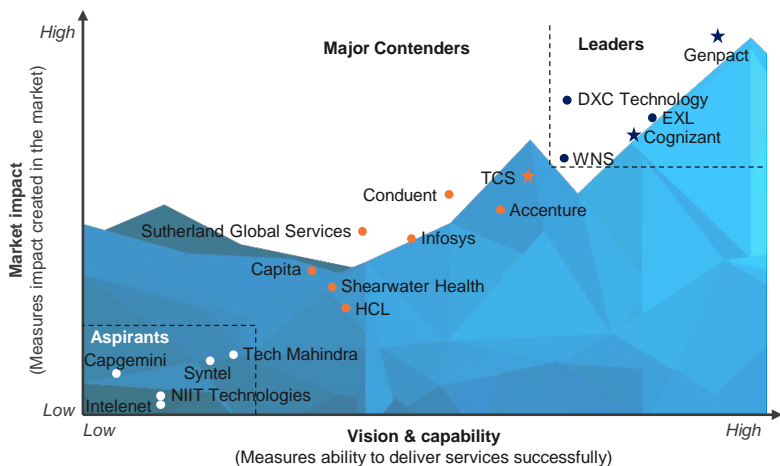 High
Major Contenders
Leaders
Genpact
DXC Technology
EXL
Cognizant
WNS
TCS
Conduent
Accenture
Sutherland Global Services
Infosys
Capita
Shearwater Health
HCL
Aspirants
Capgemini
Tech Mahindra
Syntel
NIIT Technologies
Intelenet
Market impact
(Measures impact created in the market)
Low
Low
High
Vision & capability
(Measures ability to deliver services successfully)